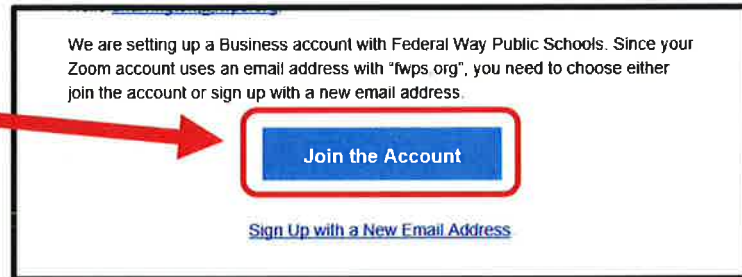 We are setting up a Business account with Federal Way Public Schools. Since your
Zoom account uses an email address with "fwps.org", you need to choose either
join the account or sign up with a new email address.
Join the Account
Sign Up with a New Email Address